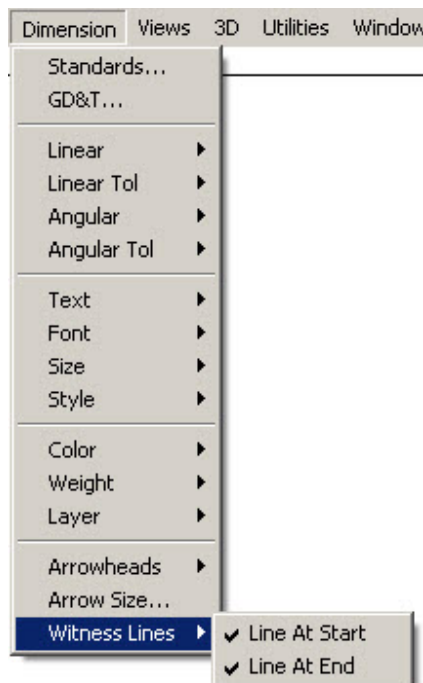 Dimension Views 3D Utilities Window
Standards...
GD&T...
Linear
Linear Tol
Angular
Angular Tol
Text
Font
Size
Style
Color
Weight
Layer
Arrowheads
Arrow Size...
Witness Lines
Line At Start
Line At End